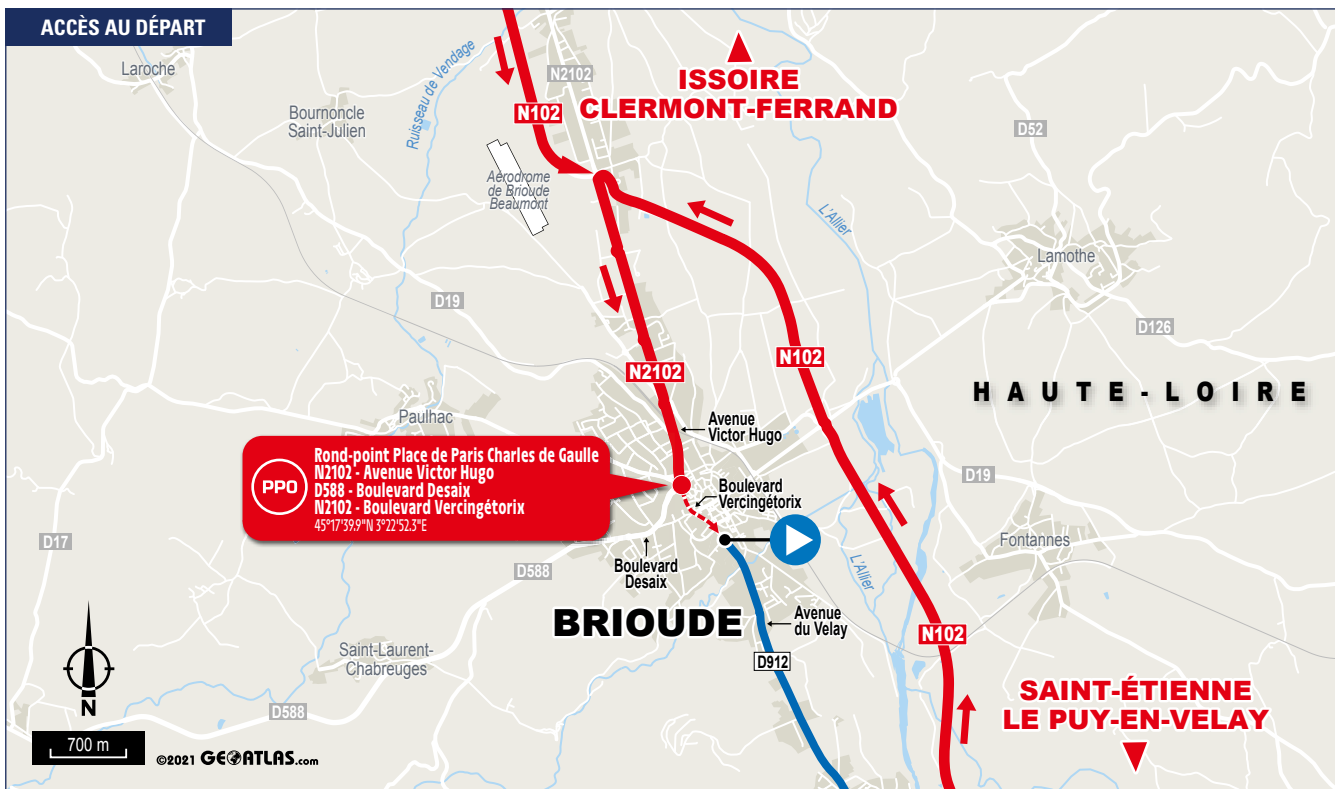 ACCÈS AU DÉPART
Laroche
Bournoncle
Saint-Julien
Ruisseau de Vendage
N2102
N102
ISSOIRE
CLERMONT-FERRAND
D52
Aérodrome
de Brioude
Beaumont
L'Allier
Lamothe
D19
D126
N102
N2102
HAUTE-LOIRE
Paulhac
Avenue
Victor Hugo
PPO
Rond-point Place de Paris Charles de Gaulle
N2102 - Avenue Victor Hugo
D588 - Boulevard Desaix
N2102 - Boulevard Vercingétorix
45°17'39.9"N 3°22'52.3"E
Boulevard
Vercingétorix
D19
D17
Fontannes
D588
Boulevard
Desaix
L'Allier
BRIOUDE
Avenue
du Velay
N102
Saint-Laurent-
Chabreuges
D912
N
D588
SAINT-ÉTIENNE
LE PUY-EN-VELAY
700 m
©2021 GEOATLAS.com